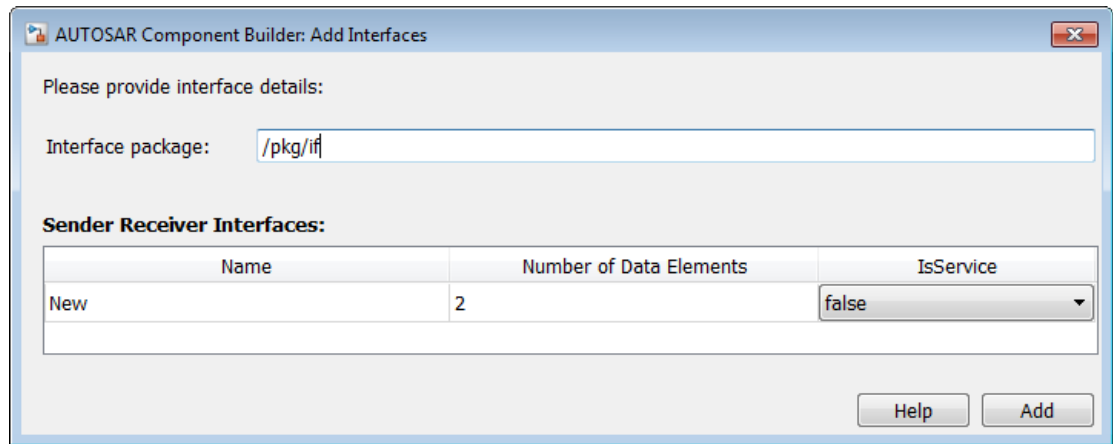 AUTOSAR Component Builder: Add Interfaces
Please provide interface details:
Interface package: /pkg/if
Sender Receiver Interfaces:
Name Number of Data Elements IsService
New 2 false
Help Add